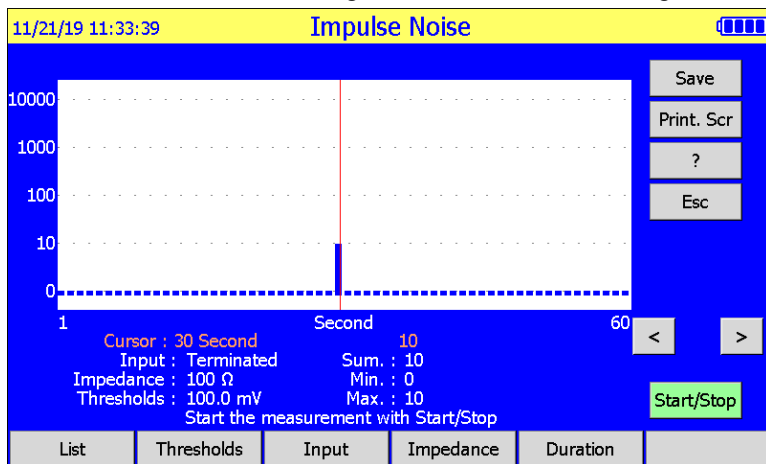 11/21/19 11:33:39 Impulse Noise
Save
10000
Print. Scr
1000
?
100
Esc
10
0
1 Second 60
Cursor : 30 Second 10
< >
Input : Terminated Sum. : 10
Impedance : 100 Ω Min. : 0
Thresholds : 100.0 mV Max. : 10
Start/Stop
Start the measurement with Start/Stop
List Thresholds Input Impedance Duration